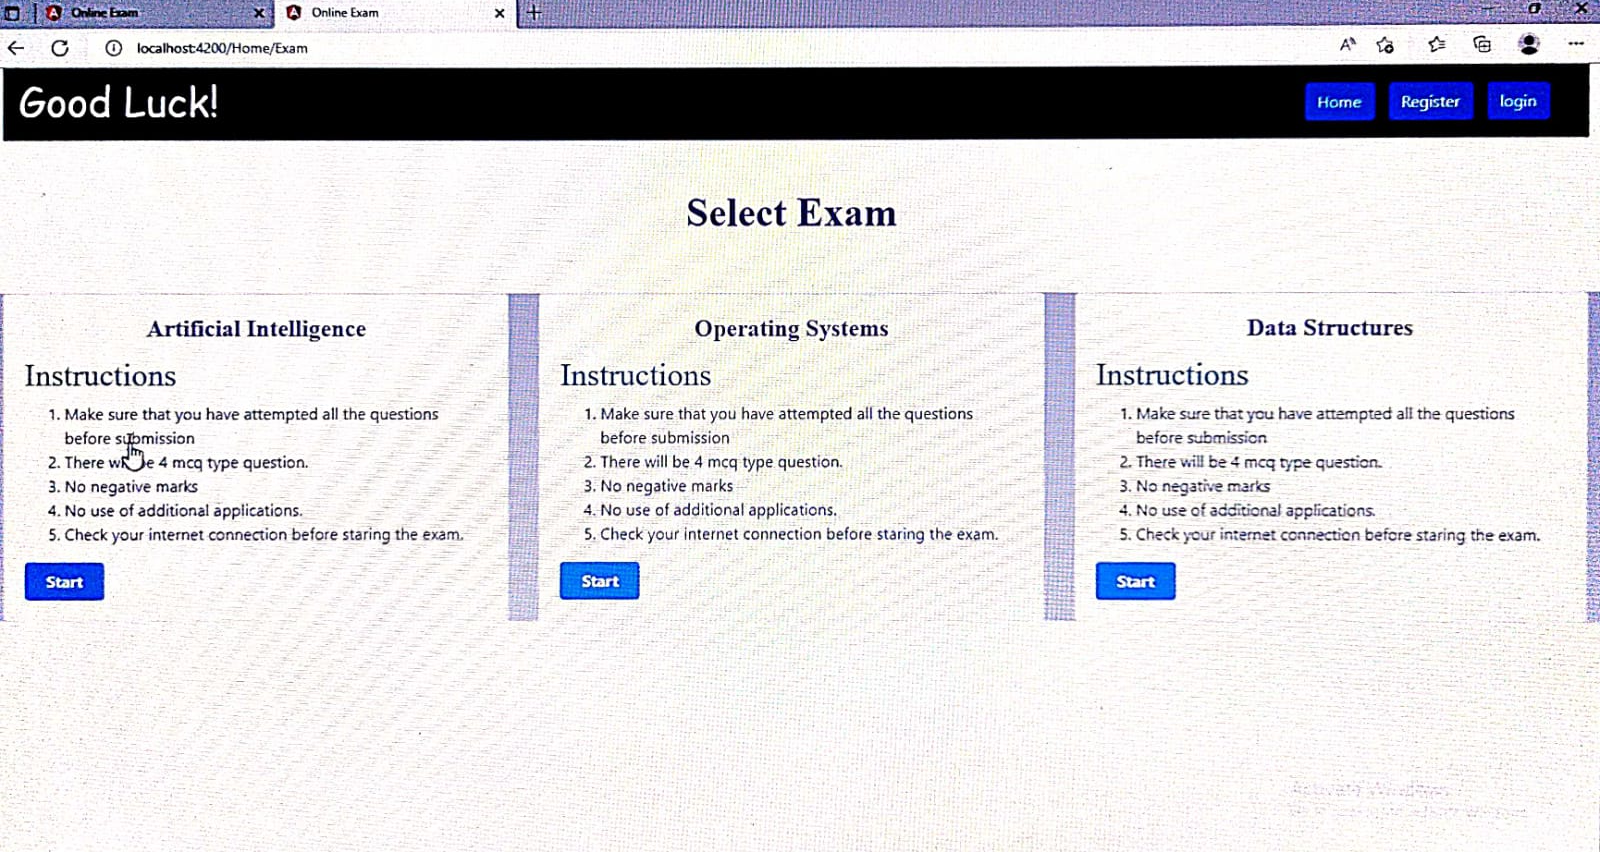 Online Exam
Online Exam
localhost:4200/Home/Exam
Good Luck!
Home
Register
login
Select Exam
Artificial Intelligence
Instructions
1. Make sure that you have attempted all the questions
before submission
2. There will be 4 mcq type question.
3. No negative marks
4. No use of additional applications.
5. Check your internet connection before staring the exam.
Start
Operating Systems
Instructions
1. Make sure that you have attempted all the questions
before submission
2. There will be 4 mcq type question.
3. No negative marks
4. No use of additional applications.
5. Check your internet connection before staring the exam.
Start
Data Structures
Instructions
1. Make sure that you have attempted all the questions
before submission
2. There will be 4 mcq type question.
3. No negative marks
4. No use of additional applications.
5. Check your internet connection before staring the exam.
Start
Activate Windows